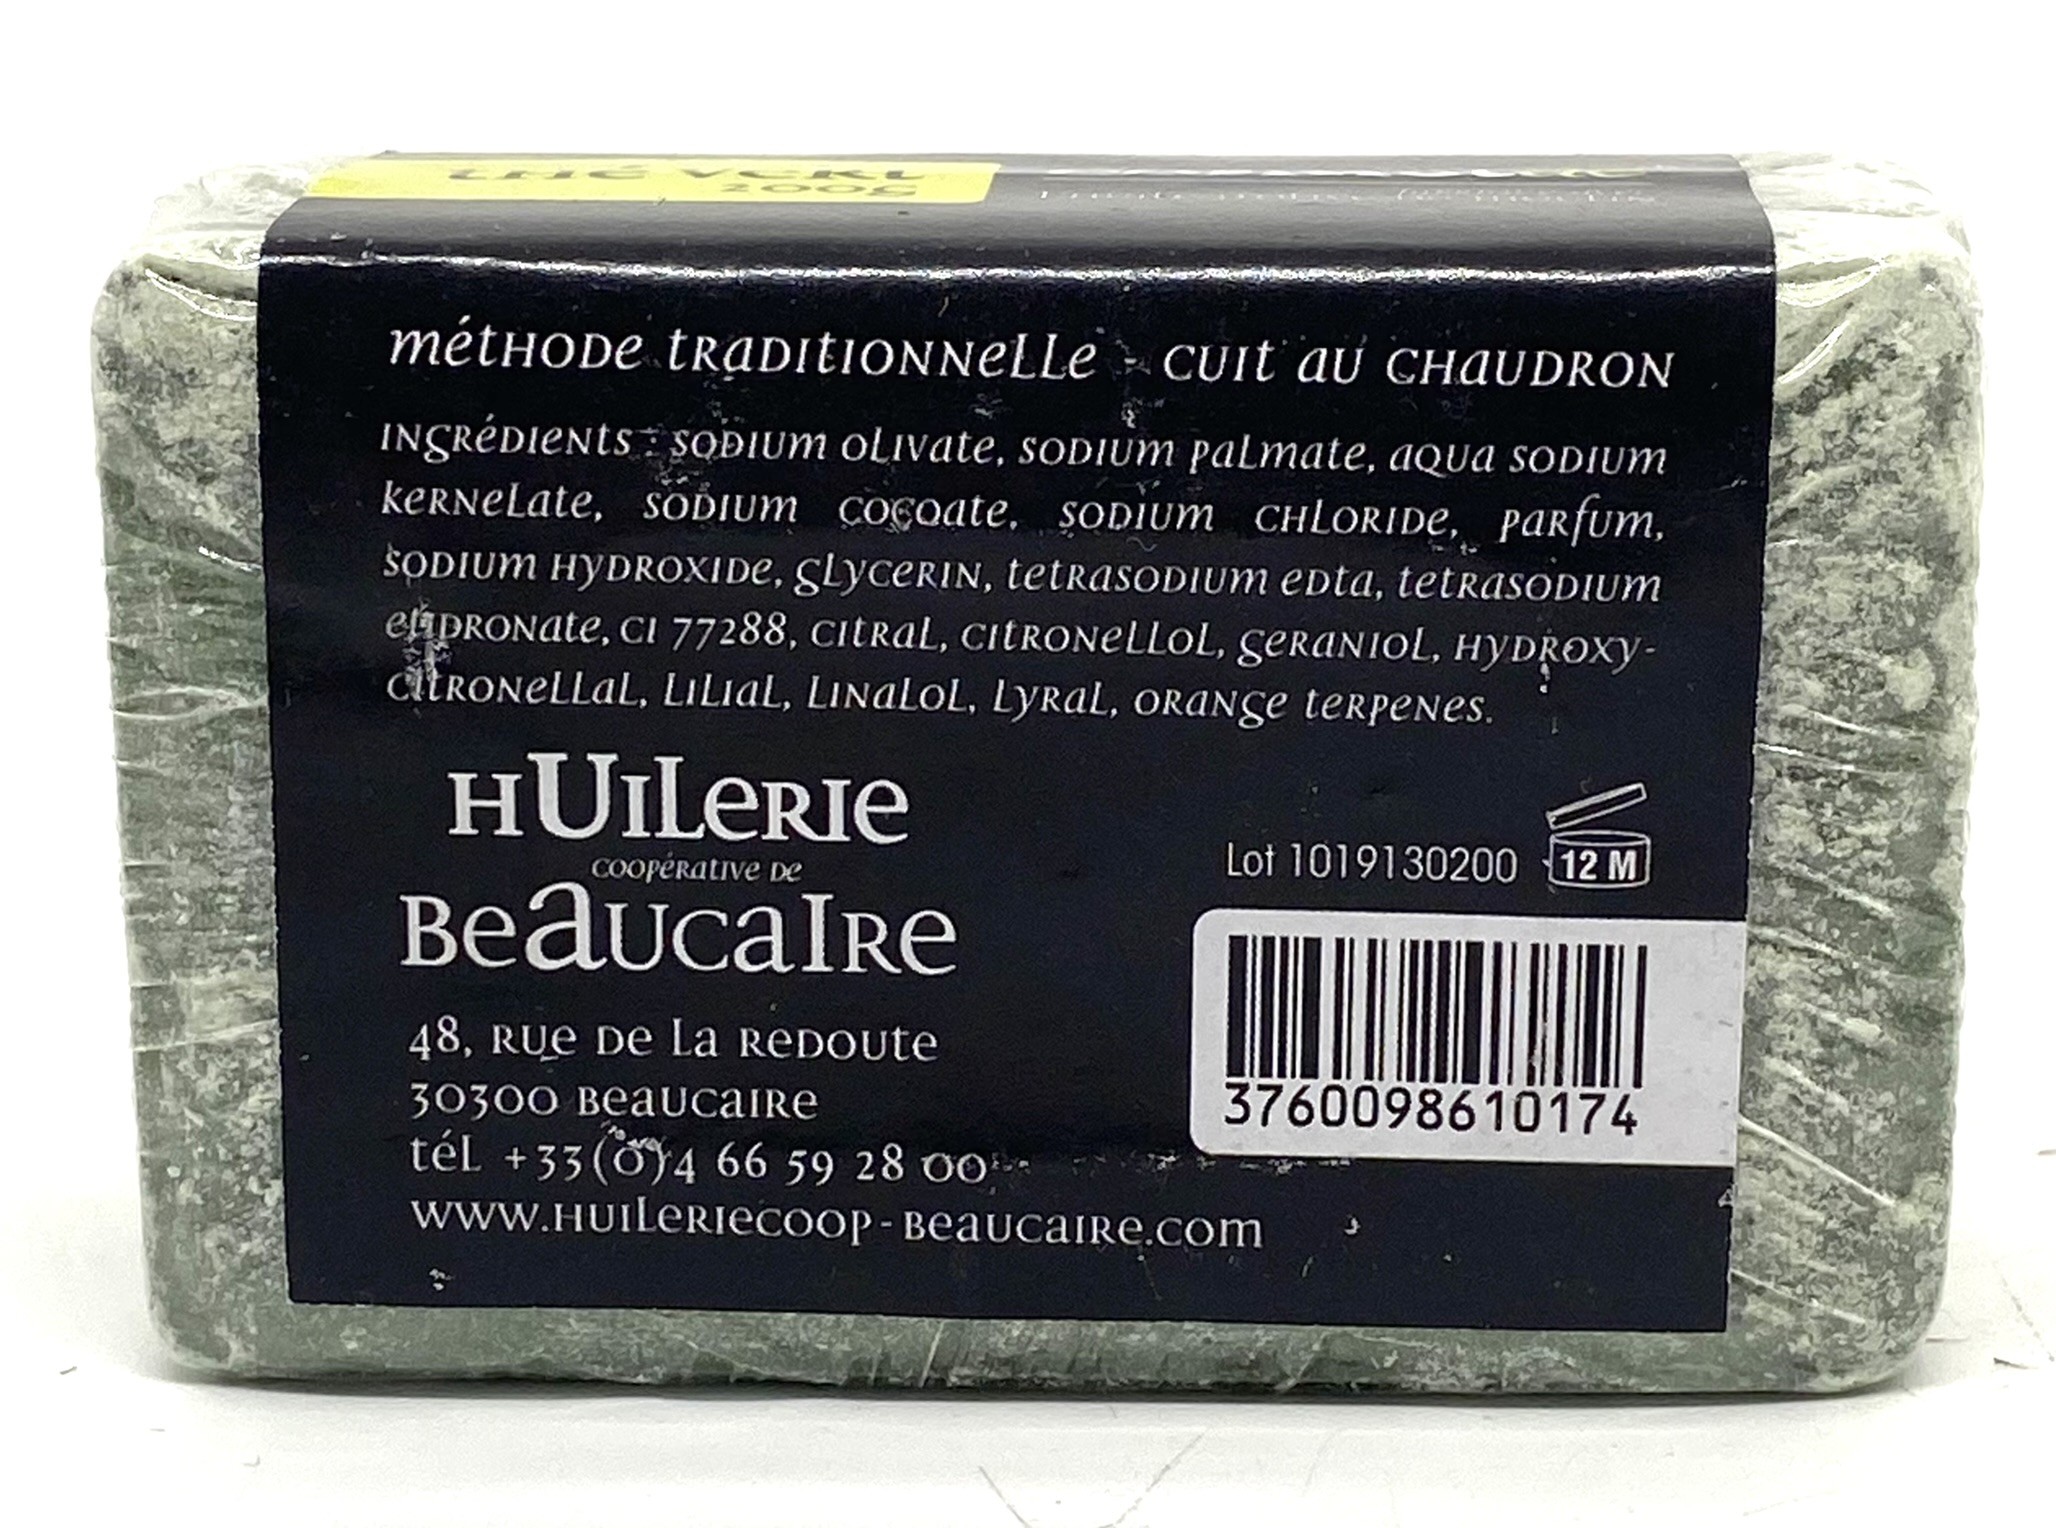 thé vert
200g
méthode traditionnelle - cuit au chaudron
ingrédients : sodium olivate, sodium palmate, aqua sodium
kernelate, sodium cocoate, sodium chloride, parfum,
sodium hydroxide, glycerin, tetrasodium edta, tetrasodium
etidronate, CI 77288, citral, citronellol, geraniol, hydroxy-
citronellal, lilial, linalol, lyral, orange terpenes.
Huilerie
coopérative de
Beaucaire
Lot 1019130200 12 M
48, rue de la redoute
30300 Beaucaire
tél +33(0)4 66 59 28 00
www.huileriecoop-beaucaire.com
3760098610174